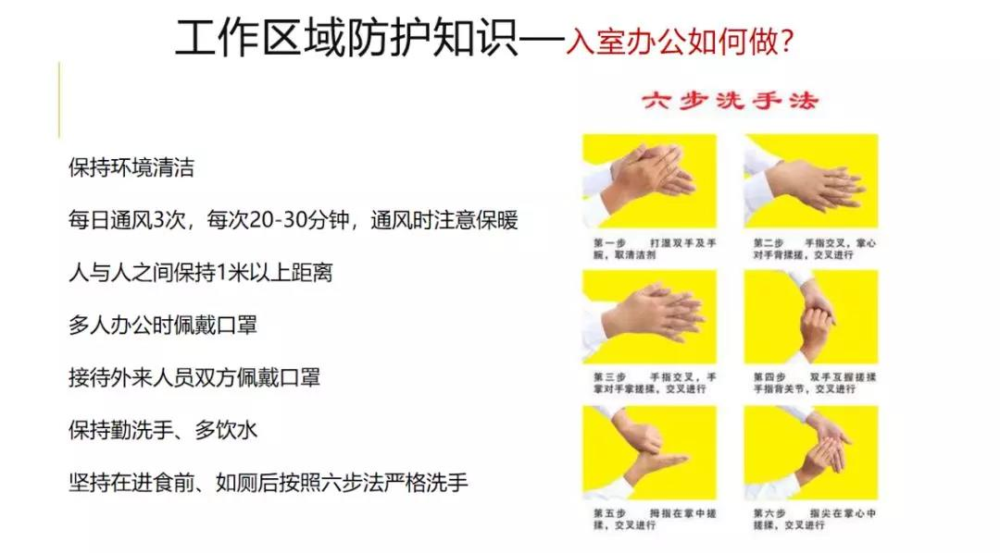 工作区域防护知识—入室办公如何做？
保持环境清洁
每日通风3次，每次20-30分钟，通风时注意保暖
人与人之间保持1米以上距离
多人办公时佩戴口罩
接待外来人员双方佩戴口罩
保持勤洗手、多饮水
坚持在进食前、如厕后按照六步法严格洗手
六步洗手法
第一步 打湿双手及手
腕，取清洁剂
第二步 手指交叉，掌心
对手背揉搓，交叉进行
第三步 手指交叉，手
掌对手掌搓揉，交叉进行
第四步 双手互握搓揉
手指背关节，交叉进行
第五步 拇指在掌中搓
揉，交叉进行
第六步 指尖在掌心中
搓揉，交叉进行